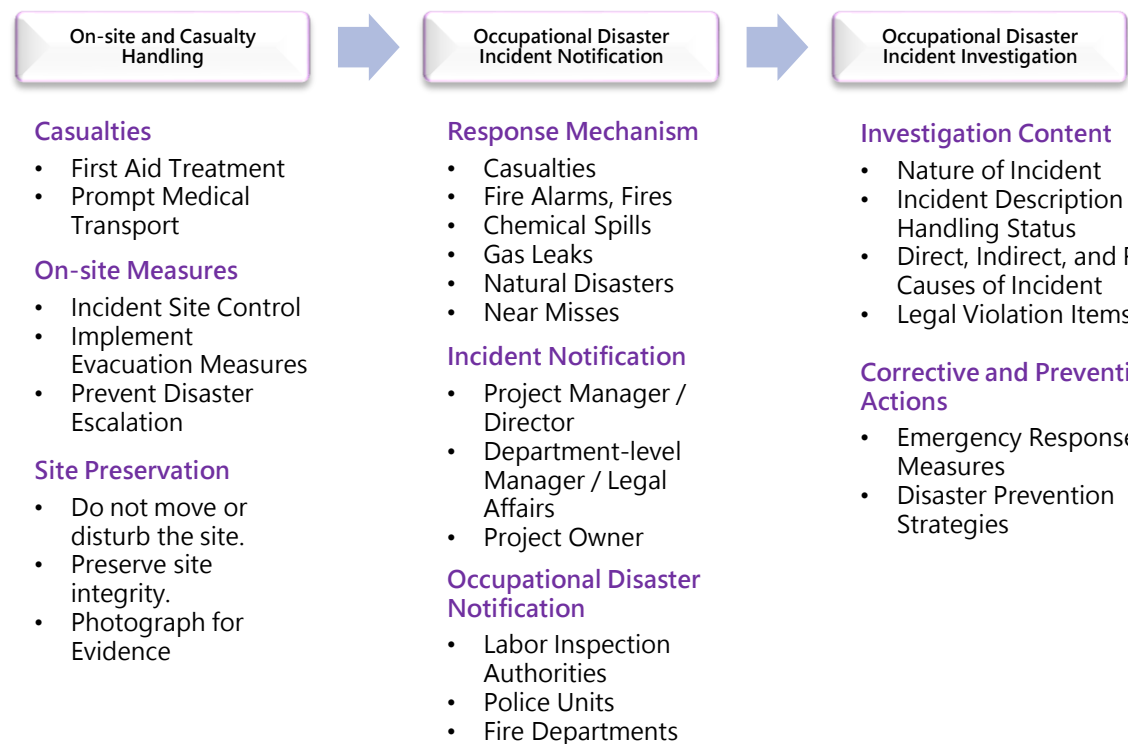 On-site and Casualty
Handling
Occupational Disaster
Incident Notification
Occupational Disaster
Incident Investigation
Casualties
• First Aid Treatment
• Prompt Medical
Transport
On-site Measures
• Incident Site Control
• Implement
Evacuation Measures
• Prevent Disaster
Escalation
Site Preservation
• Do not move or
disturb the site.
• Preserve site
integrity.
• Photograph for
Evidence
Response Mechanism
• Casualties
• Fire Alarms, Fires
• Chemical Spills
• Gas Leaks
• Natural Disasters
• Near Misses
Incident Notification
• Project Manager /
Director
• Department-level
Manager / Legal
Affairs
• Project Owner
Occupational Disaster
Notification
• Labor Inspection
Authorities
• Police Units
• Fire Departments
Investigation Content
• Nature of Incident
• Incident Description
Handling Status
• Direct, Indirect, and
Causes of Incident
• Legal Violation Items
Corrective and
Actions
• Emergency Response
Measures
• Disaster Prevention
Strategies